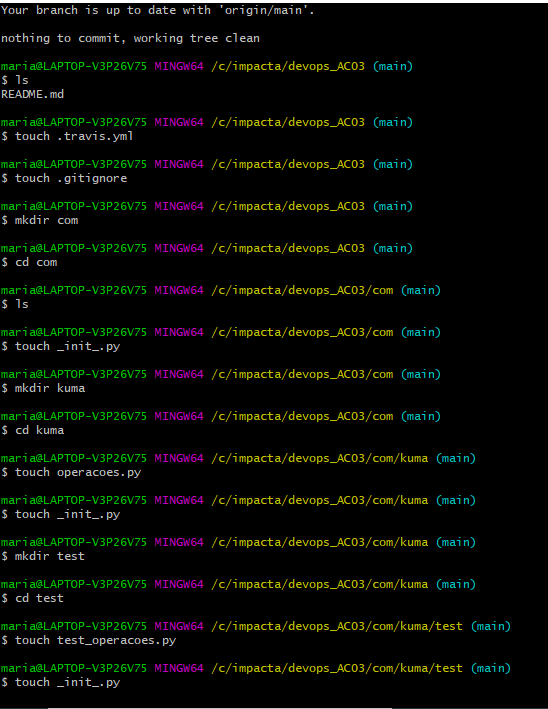 Your branch is up to date with 'origin/main'.
nothing to commit, working tree clean
maria@LAPTOP-V3P26V75 MINGW64 /c/impacta/devops_AC03 (main)
$ ls
README.md
maria@LAPTOP-V3P26V75 MINGW64 /c/impacta/devops_AC03 (main)
$ touch .travis.yml
maria@LAPTOP-V3P26V75 MINGW64 /c/impacta/devops_AC03 (main)
$ touch .gitignore
maria@LAPTOP-V3P26V75 MINGW64 /c/impacta/devops_AC03 (main)
$ mkdir com
maria@LAPTOP-V3P26V75 MINGW64 /c/impacta/devops_AC03 (main)
$ cd com
maria@LAPTOP-V3P26V75 MINGW64 /c/impacta/devops_AC03/com (main)
$ ls
maria@LAPTOP-V3P26V75 MINGW64 /c/impacta/devops_AC03/com (main)
$ touch _init_.py
maria@LAPTOP-V3P26V75 MINGW64 /c/impacta/devops_AC03/com (main)
$ mkdir kuma
maria@LAPTOP-V3P26V75 MINGW64 /c/impacta/devops_AC03/com (main)
$ cd kuma
maria@LAPTOP-V3P26V75 MINGW64 /c/impacta/devops_AC03/com/kuma (main)
$ touch operacoes.py
maria@LAPTOP-V3P26V75 MINGW64 /c/impacta/devops_AC03/com/kuma (main)
$ touch _init_.py
maria@LAPTOP-V3P26V75 MINGW64 /c/impacta/devops_AC03/com/kuma (main)
$ mkdir test
maria@LAPTOP-V3P26V75 MINGW64 /c/impacta/devops_AC03/com/kuma (main)
$ cd test
maria@LAPTOP-V3P26V75 MINGW64 /c/impacta/devops_AC03/com/kuma/test (main)
$ touch test_operacoes.py
maria@LAPTOP-V3P26V75 MINGW64 /c/impacta/devops_AC03/com/kuma/test (main)
$ touch _init_.py